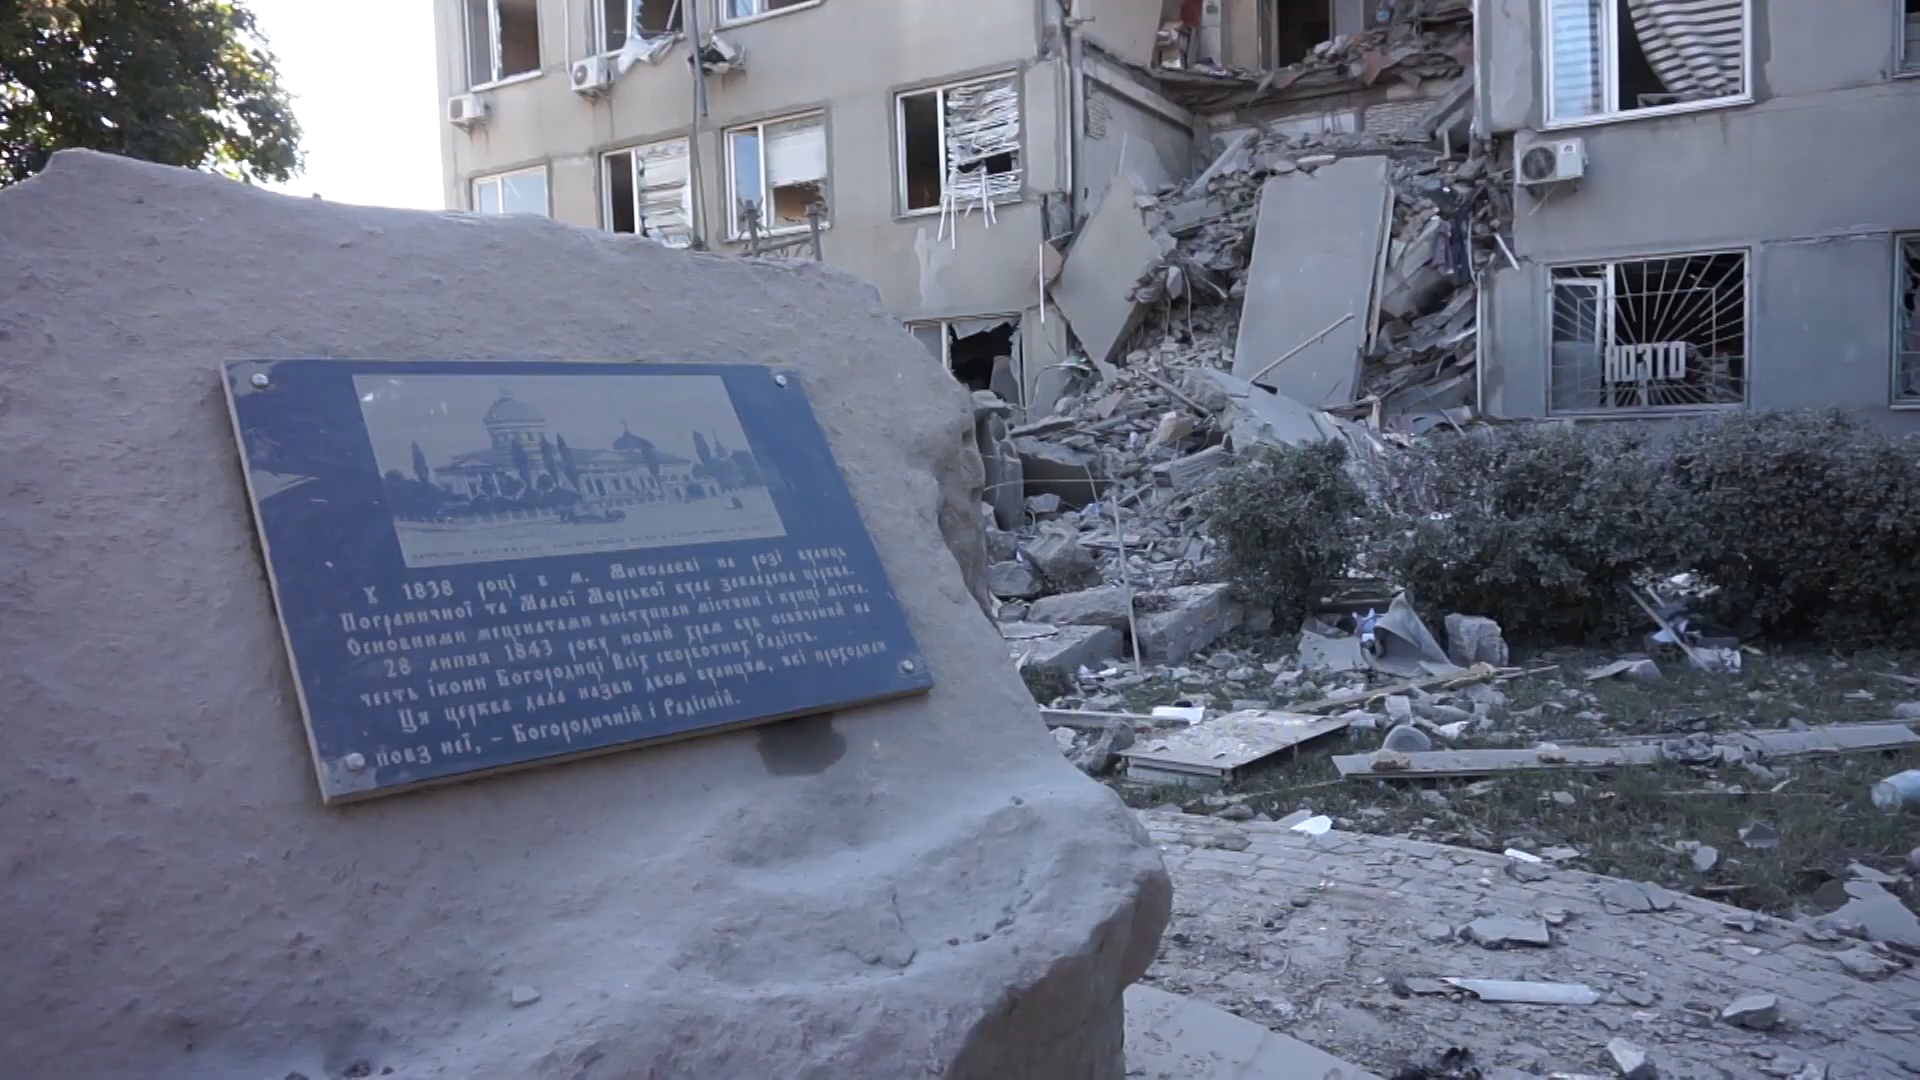 У 1838 році в м. Миколаєві на розі вулиць
Пограничної та Малої Морської була закладена церква.
Основними меценатами виступили містяни і купці міста.
28 липня 1843 року новий храм був освячений на
честь ікони Богородиці Всіх скорботних Радість.
Ця церква дала назви двом вулицям, які проходили
повз неї, – Богородичній і Радісній.
НОЭТО